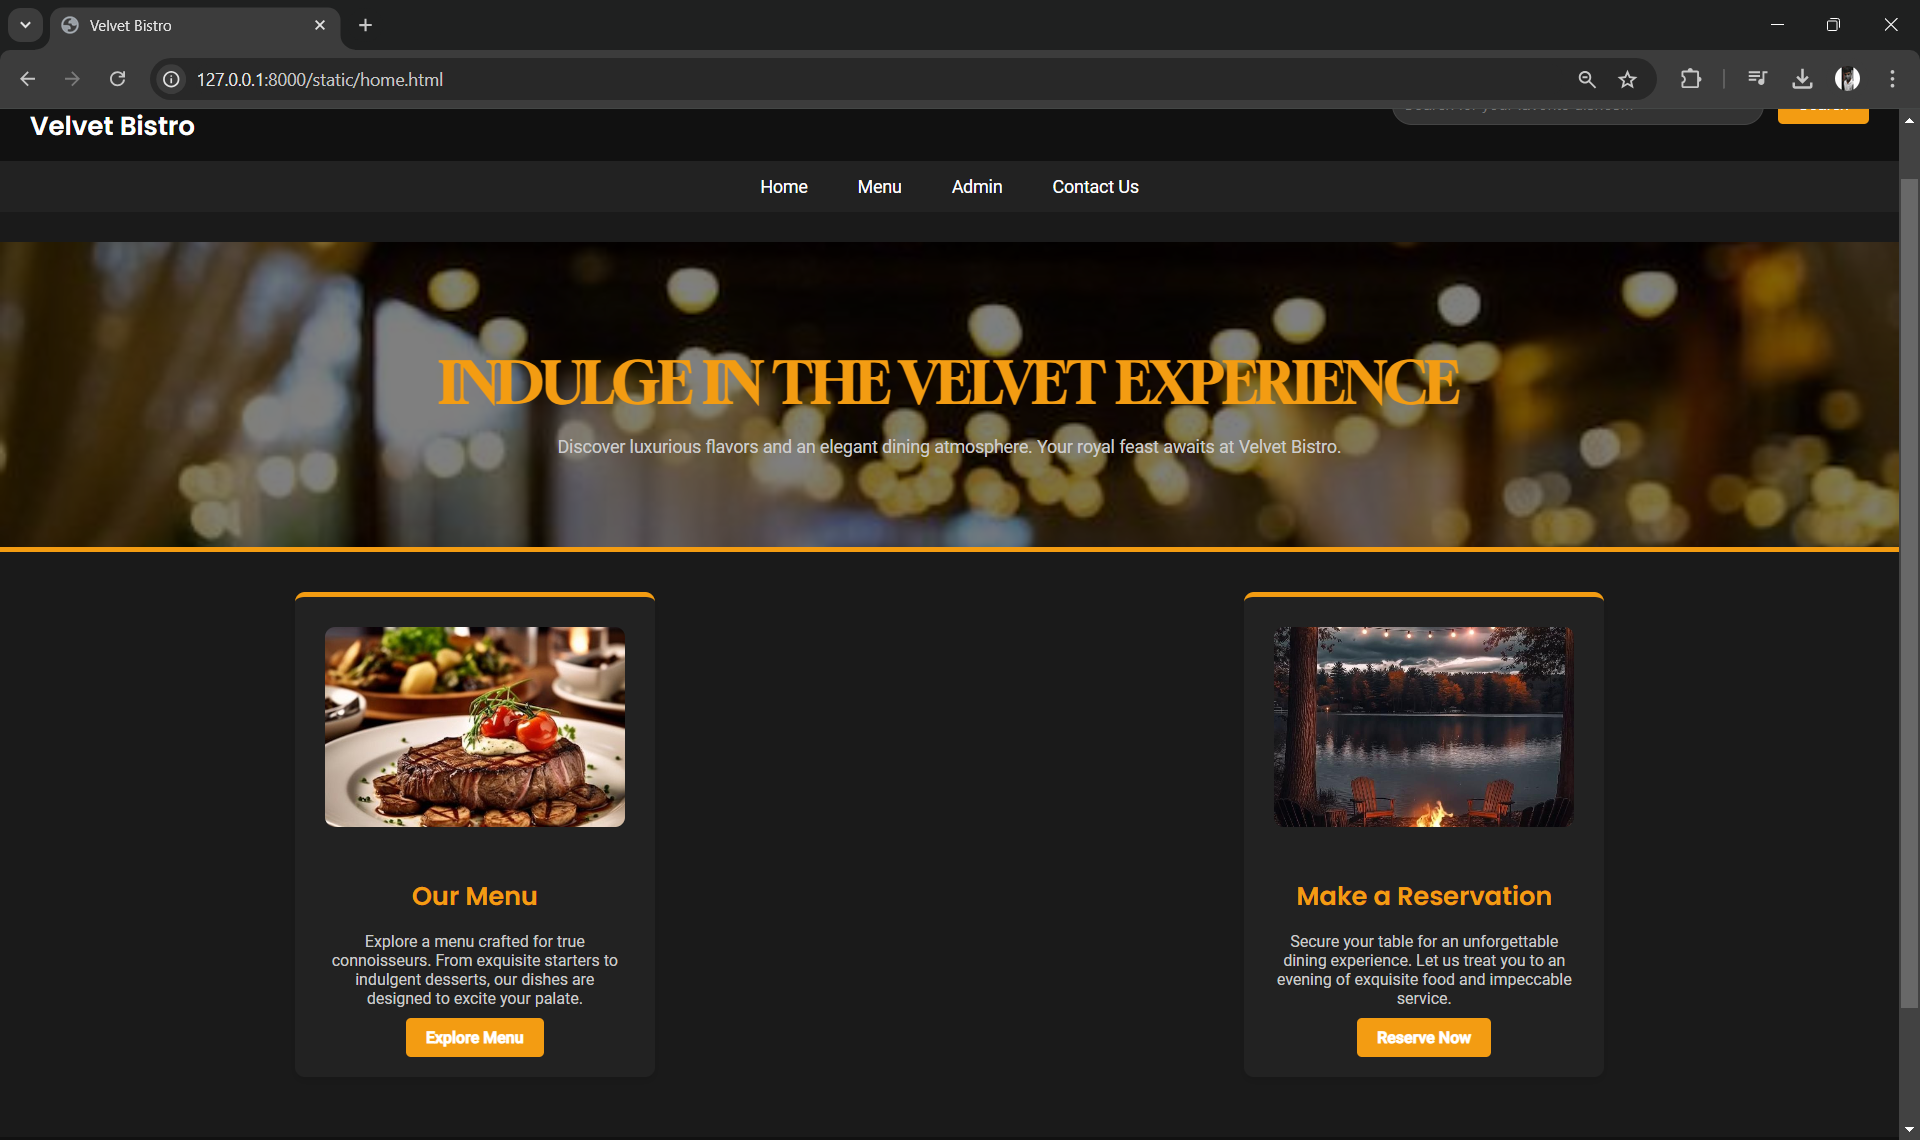 Velvet Bistro
127.0.0.1:8000/static/home.html
Velvet Bistro
Home Menu Admin Contact Us
INDULGE IN THE VELVET EXPERIENCE
Discover luxurious flavors and an elegant dining atmosphere. Your royal feast awaits at Velvet Bistro.
Our Menu
Explore a menu crafted for true
connoisseurs. From exquisite starters to
indulgent desserts, our dishes are
designed to excite your palate.
Explore Menu
Make a Reservation
Secure your table for an unforgettable
dining experience. Let us treat you to an
evening of exquisite food and impeccable
service.
Reserve Now